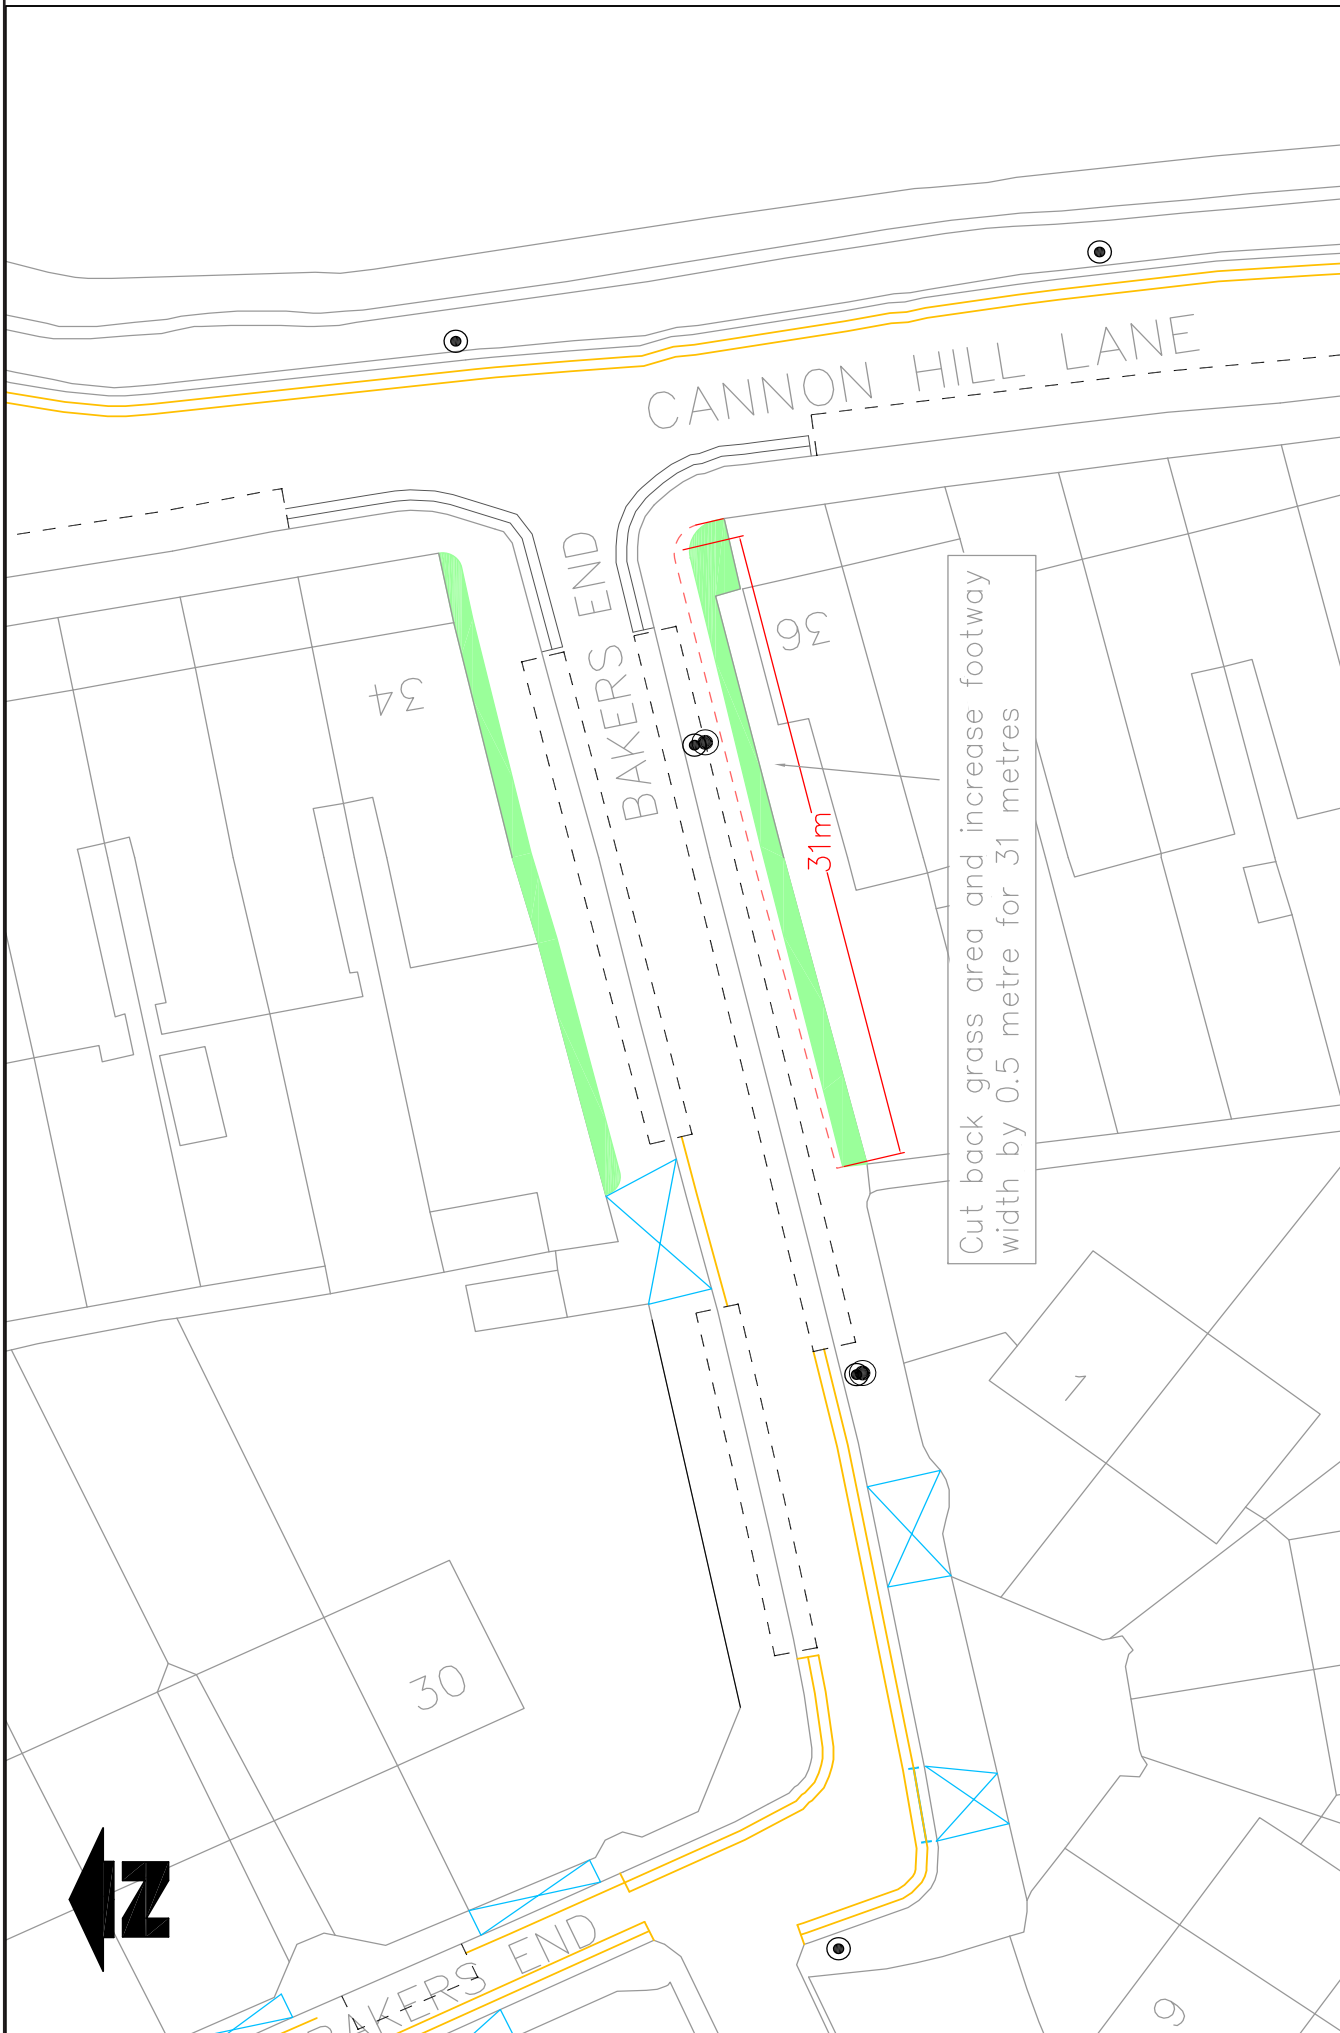 CANNON HILL LANE
BAKERS END
34
36
31m
Cut back grass area and increase footway
width by 0.5 metre for 31 metres
1
30
BAKERS END
9
N